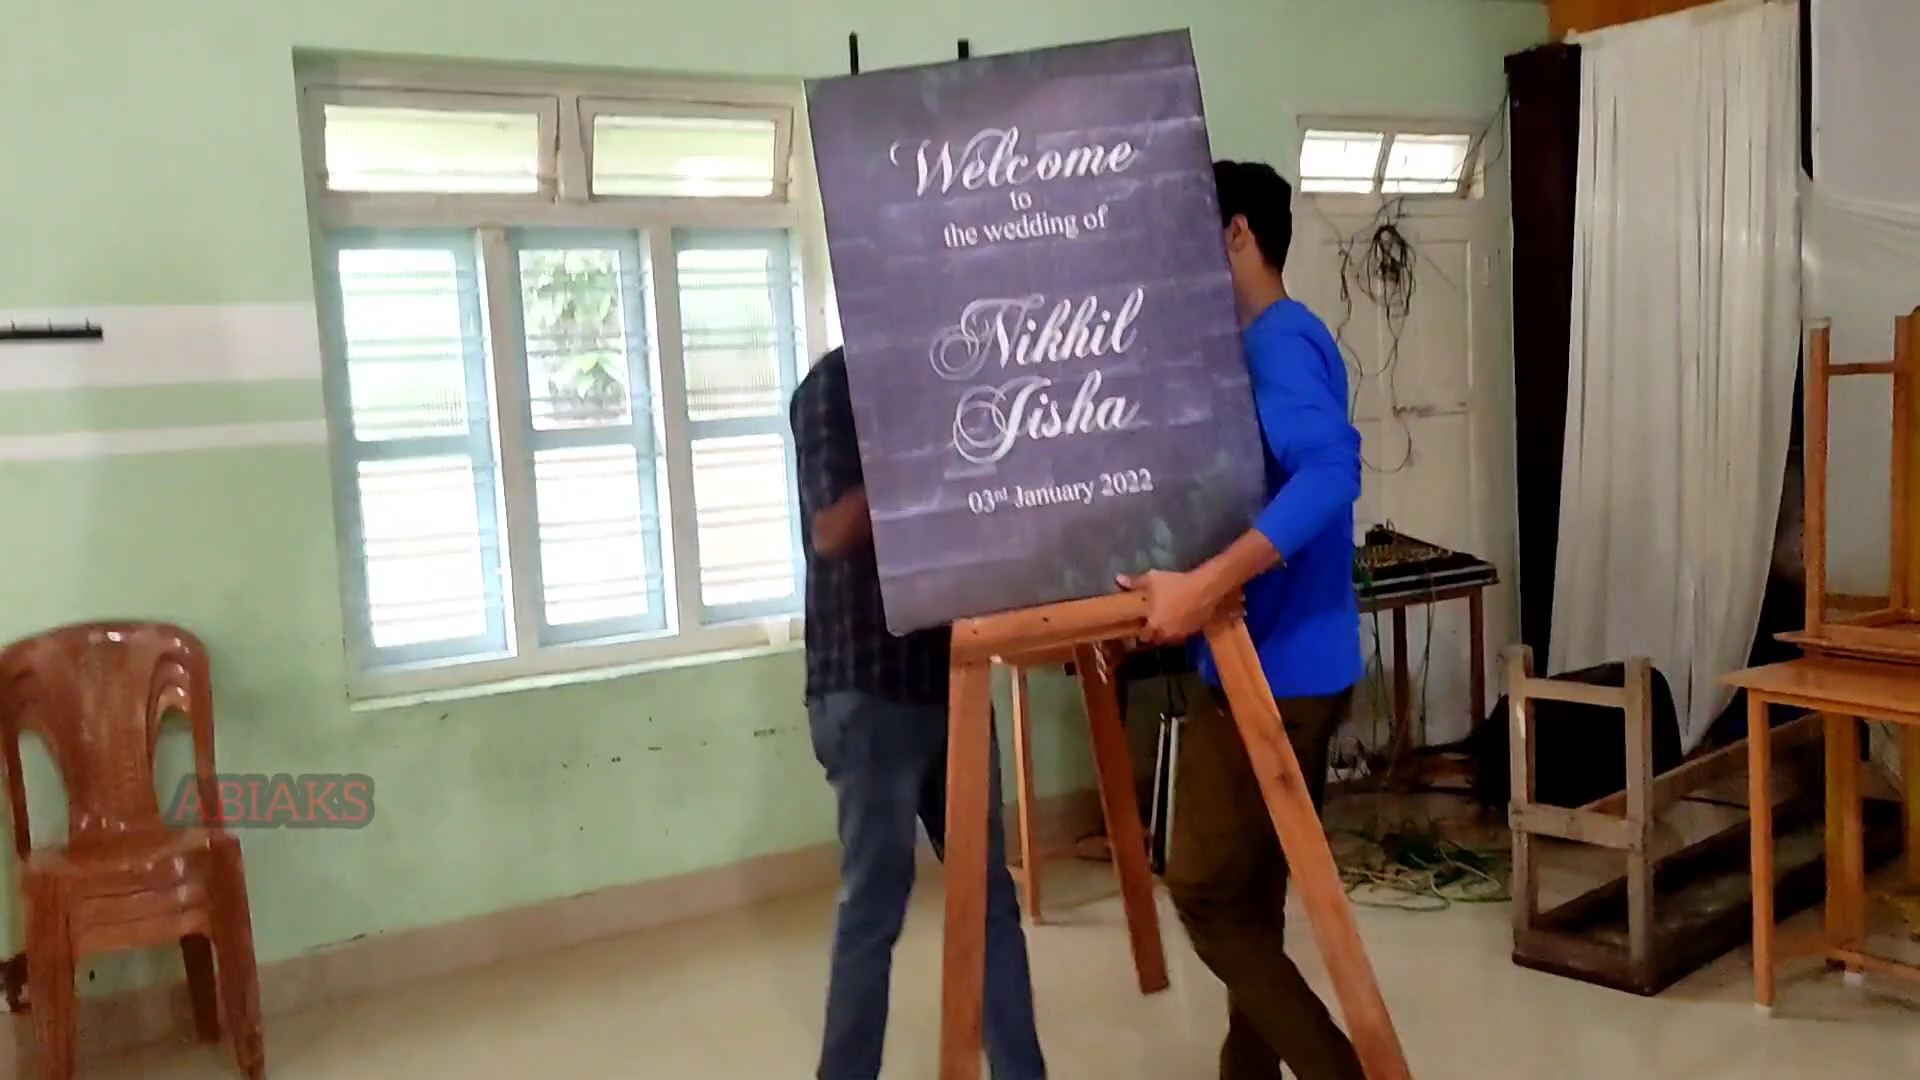 Welcome
to
the wedding of
Nikhil
Jisha
03rd January 2022
ABIAKS